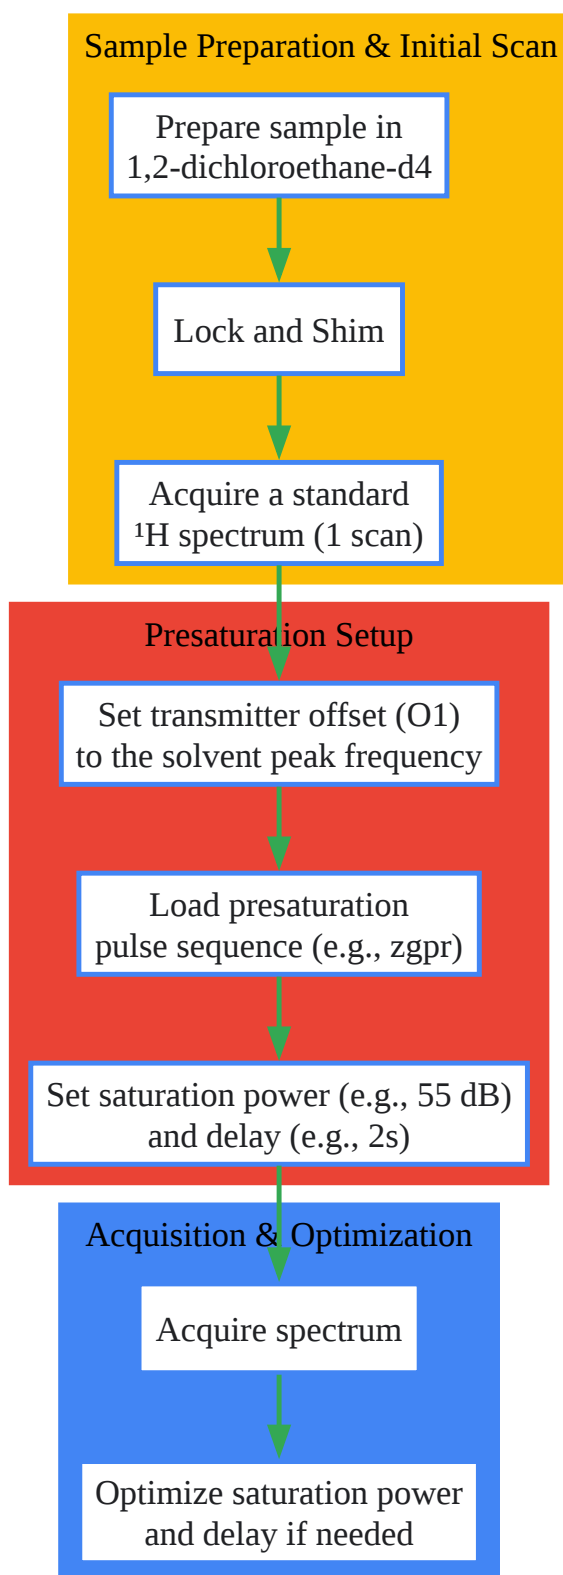 Sample Preparation & Initial Scan
Prepare sample in
1,2-dichloroethane-d4
Lock and Shim
Acquire a standard
¹H spectrum (1 scan)
Presaturation Setup
Set transmitter offset (O1)
to the solvent peak frequency
Load presaturation
pulse sequence (e.g., zgpr)
Set saturation power (e.g., 55 dB)
and delay (e.g., 2s)
Acquisition & Optimization
Acquire spectrum
Optimize saturation power
and delay if needed